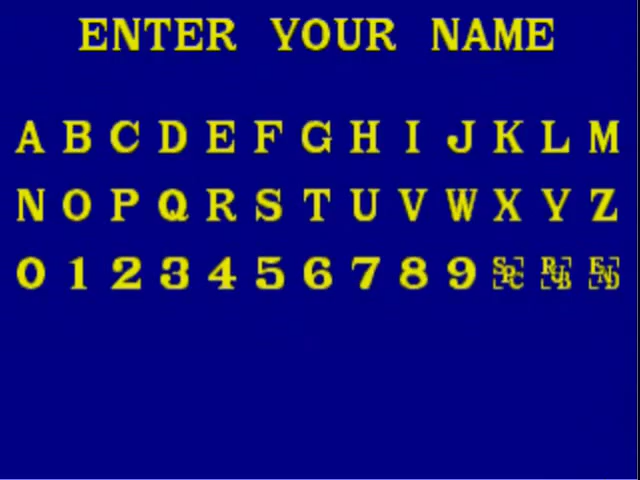 ENTER YOUR NAME
A B C D E F G H I J K L M
N O P Q R S T U V W X Y Z
0 1 2 3 4 5 6 7 8 9 SPC RUB END